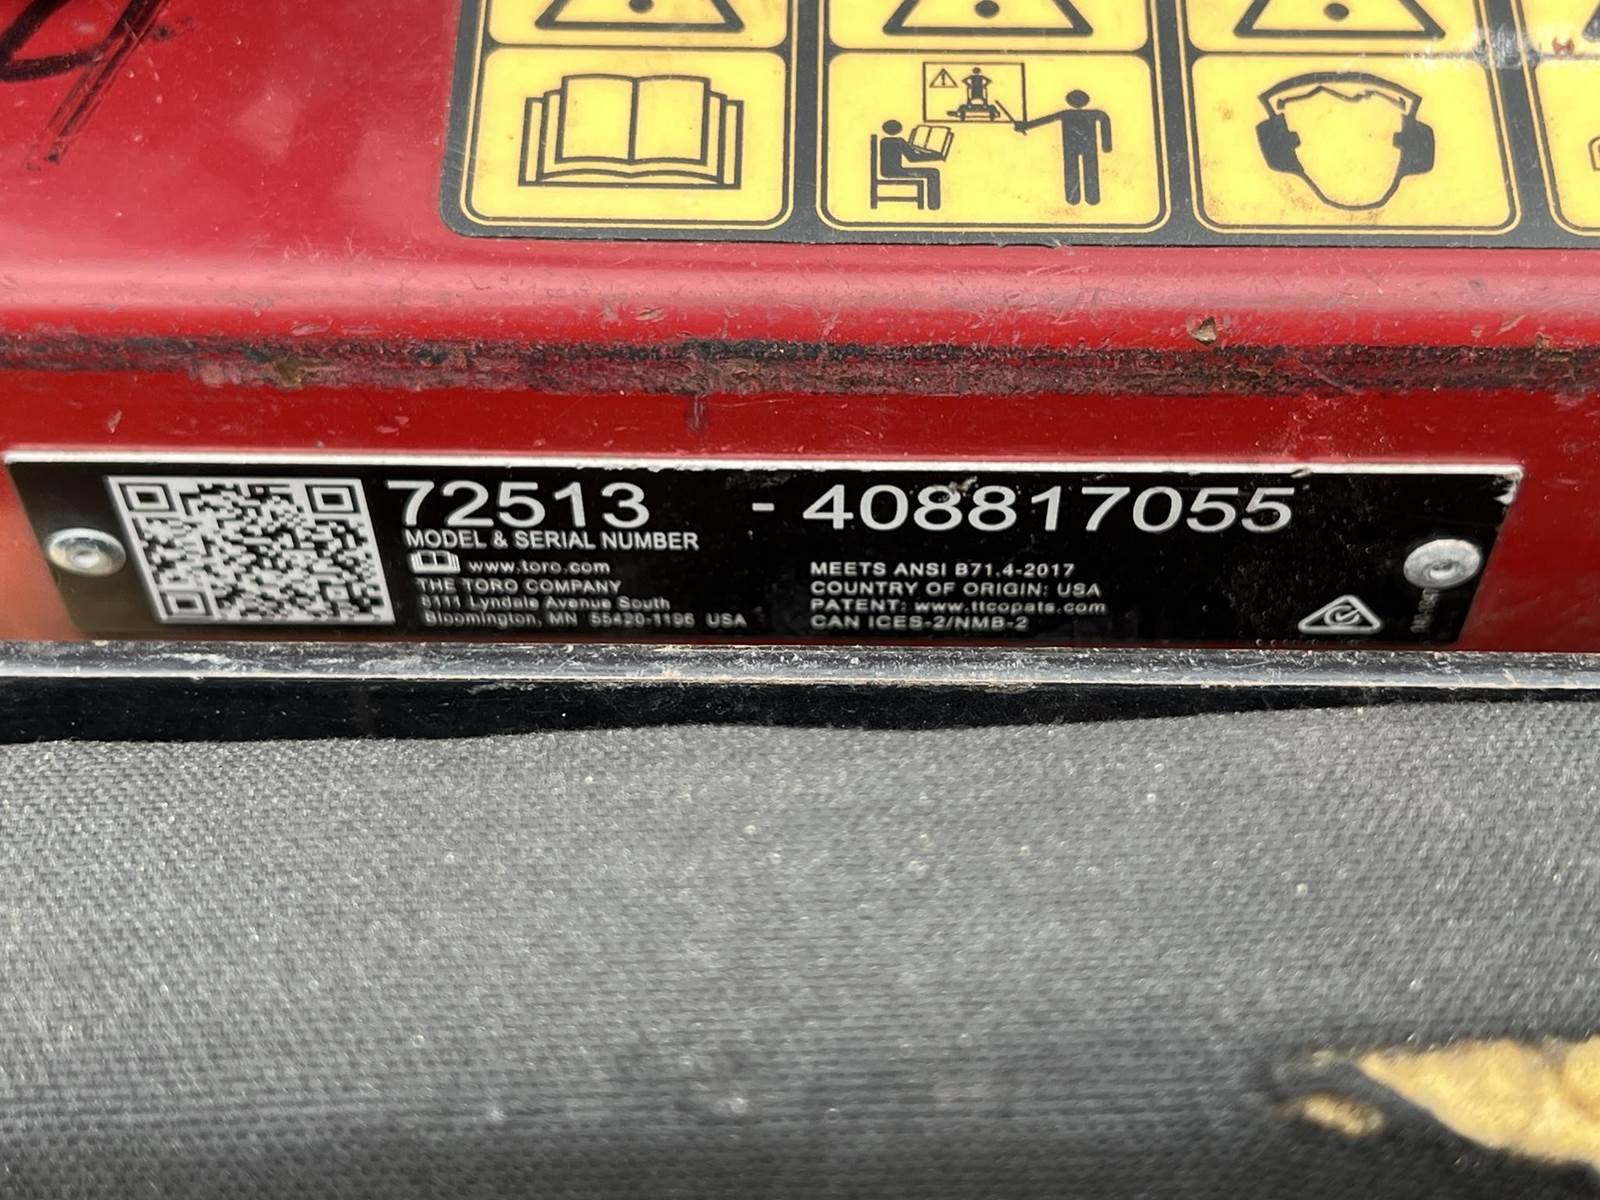 72513 - 408817055
MODEL & SERIAL NUMBER
www.toro.com
THE TORO COMPANY
8111 Lyndale Avenue South
Bloomington, MN 55420-1196 USA
MEETS ANSI B71.4-2017
COUNTRY OF ORIGIN: USA
PATENT: www.ttcopats.com
CAN ICES-2/NMB-2